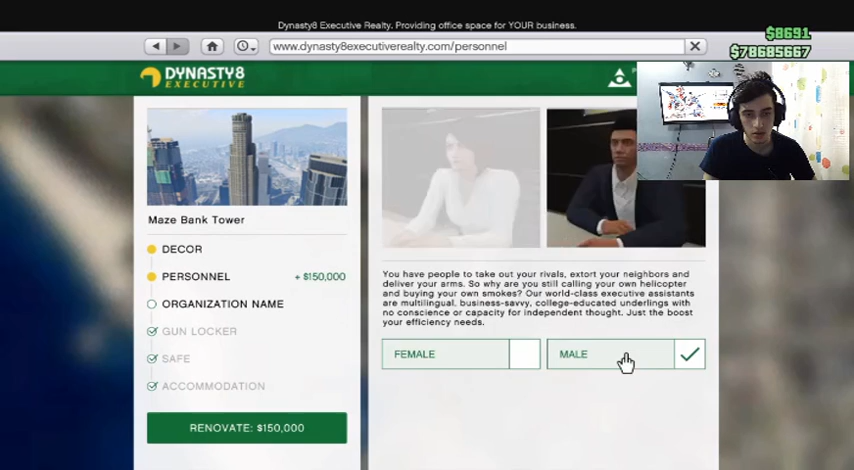 Dynasty8 Executive Realty. Providing office space for YOUR business.
$8691
www.dynasty8executiverealty.com/personnel
$78685667
DYNASTY8
EXECUTIVE
Maze Bank Tower
DECOR
PERSONNEL + $150,000
ORGANIZATION NAME
GUN LOCKER
SAFE
ACCOMMODATION
RENOVATE: $150,000
You have people to take out your rivals, extort your neighbors and
deliver your arms. So why are you still calling your own helicopter
and buying your own smokes? Our world-class executive assistants
are multilingual, business-savvy, college-educated underlings with
no conscience or capacity for independent thought. Just the boost
your efficiency needs.
FEMALE
MALE